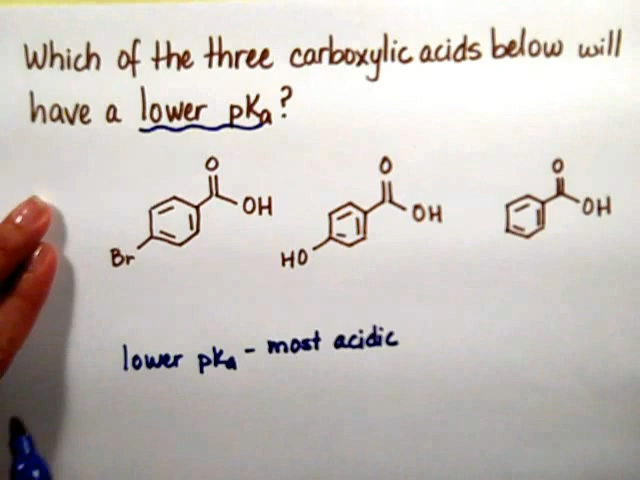 Which of the three carboxylic acids below will
have a lower pKa?
O O O
OH OH OH
Br HO
lower pKa - most acidic